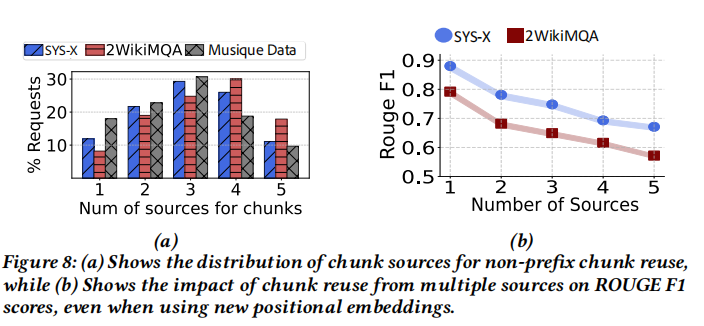 SYS-X 2WikiMQA Musique Data
% Requests
30
20
10
1 2 3 4 5
Num of sources for chunks
(a)
SYS-X 2WikiMQA
Rouge F1
0.9
0.8
0.7
0.6
0.5
1 2 3 4 5
Number of Sources
(b)
Figure 8: (a) Shows the distribution of chunk sources for non-prefix chunk reuse,
while (b) Shows the impact of chunk reuse from multiple sources on ROUGE F1
scores, even when using new positional embeddings.